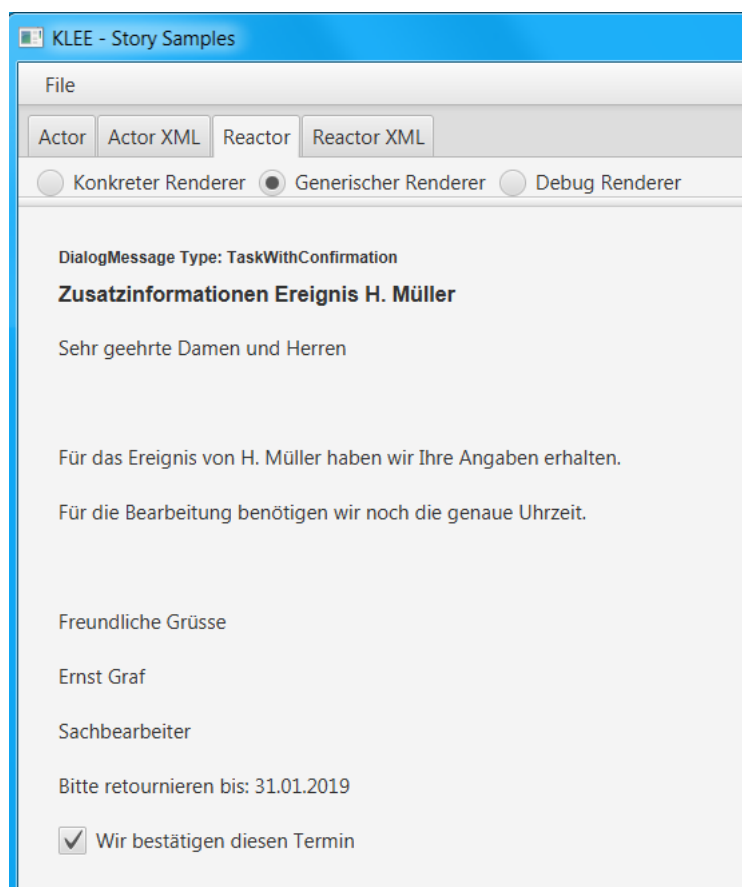 KLEE - Story Samples
File
Actor Actor XML Reactor Reactor XML
Konkreter Renderer Generischer Renderer Debug Renderer
DialogMessage Type: TaskWithConfirmation
Zusatzinformationen Ereignis H. Müller
Sehr geehrte Damen und Herren
Für das Ereignis von H. Müller haben wir Ihre Angaben erhalten.
Für die Bearbeitung benötigen wir noch die genaue Uhrzeit.
Freundliche Grüsse
Ernst Graf
Sachbearbeiter
Bitte retournieren bis: 31.01.2019
Wir bestätigen diesen Termin